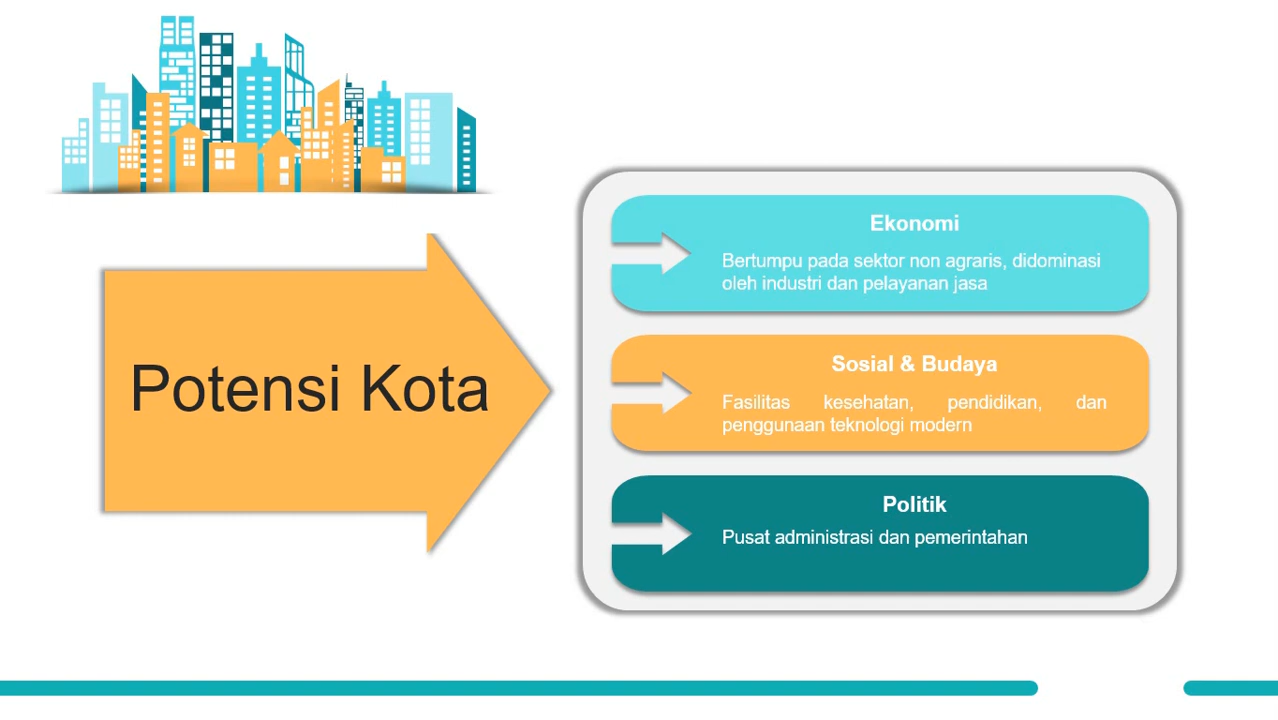 Potensi Kota
Ekonomi
Bertumpu pada sektor non agraris, didominasi
oleh industri dan pelayanan jasa
Sosial & Budaya
Fasilitas kesehatan, pendidikan, dan
penggunaan teknologi modern
Politik
Pusat administrasi dan pemerintahan